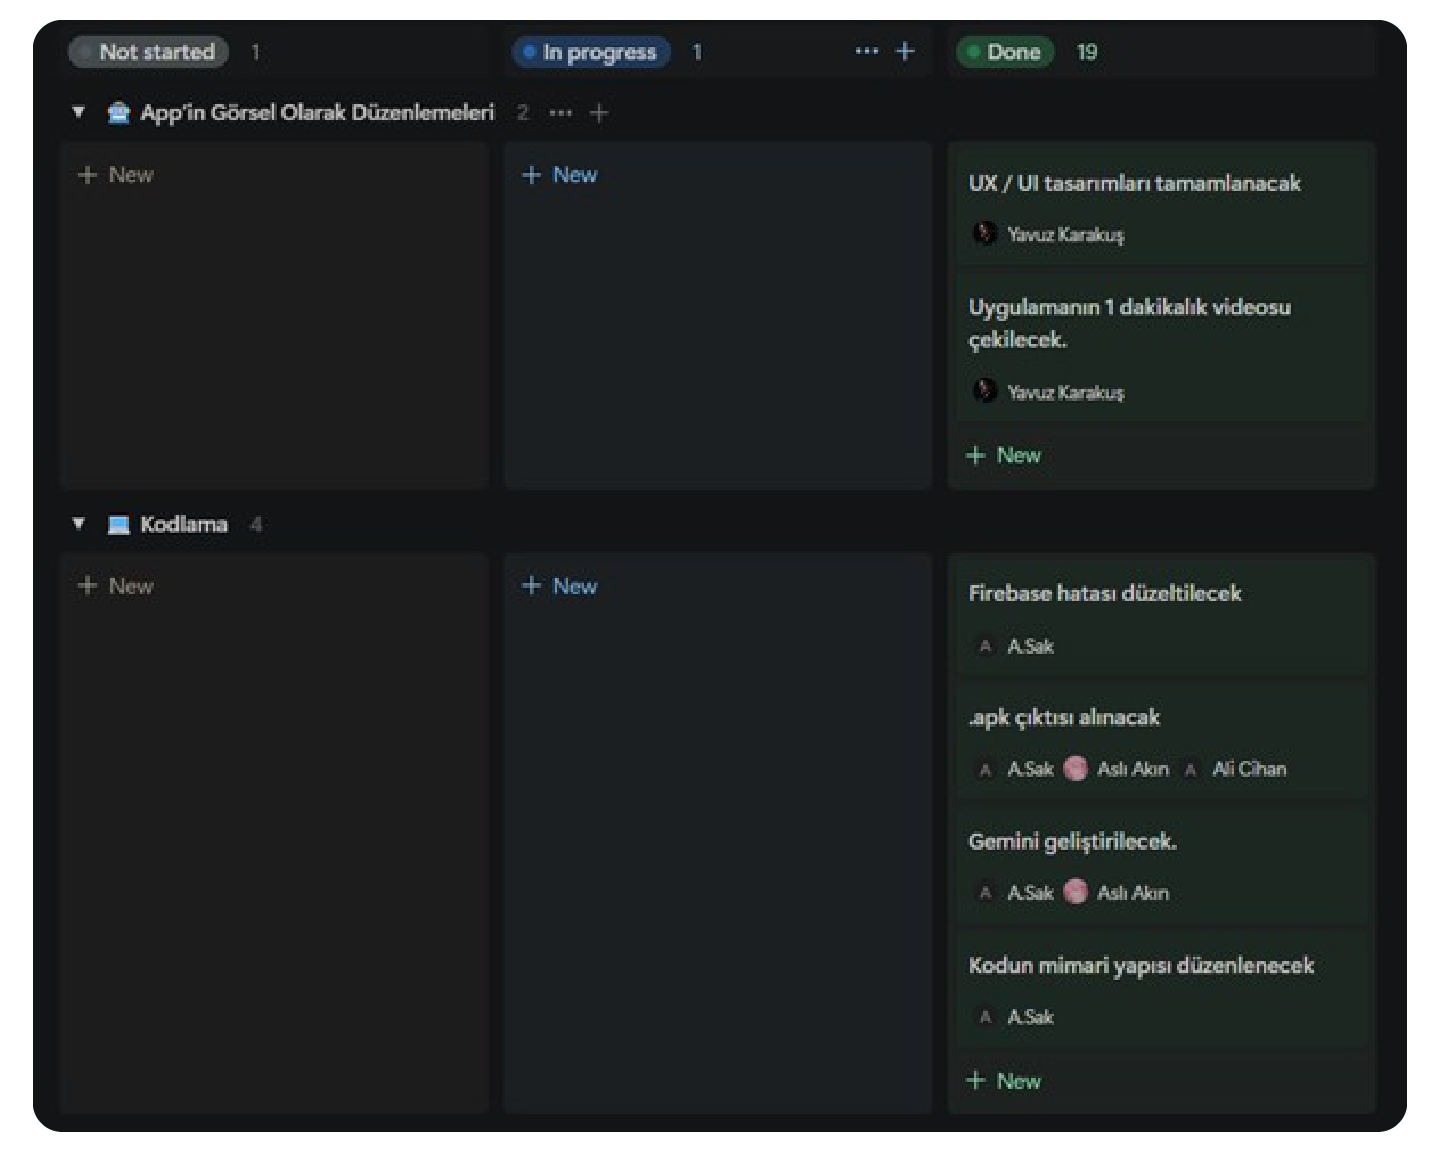 Not started 1
In progress 1
Done 19
App'in Görsel Olarak Düzenlemeleri 2
+ New
+ New
UX / UI tasarımları tamamlanacak
Yavuz Karakuş
Uygulamanın 1 dakikalık videosu
çekilecek.
Yavuz Karakuş
+ New
Kodlama 4
+ New
+ New
Firebase hatası düzeltilecek
A A.Sak
.apk çıktısı alınacak
A A.Sak Aslı Akın A Ali Cihan
Gemini geliştirilecek.
A A.Sak Aslı Akın
Kodun mimari yapısı düzenlenecek
A A.Sak
+ New